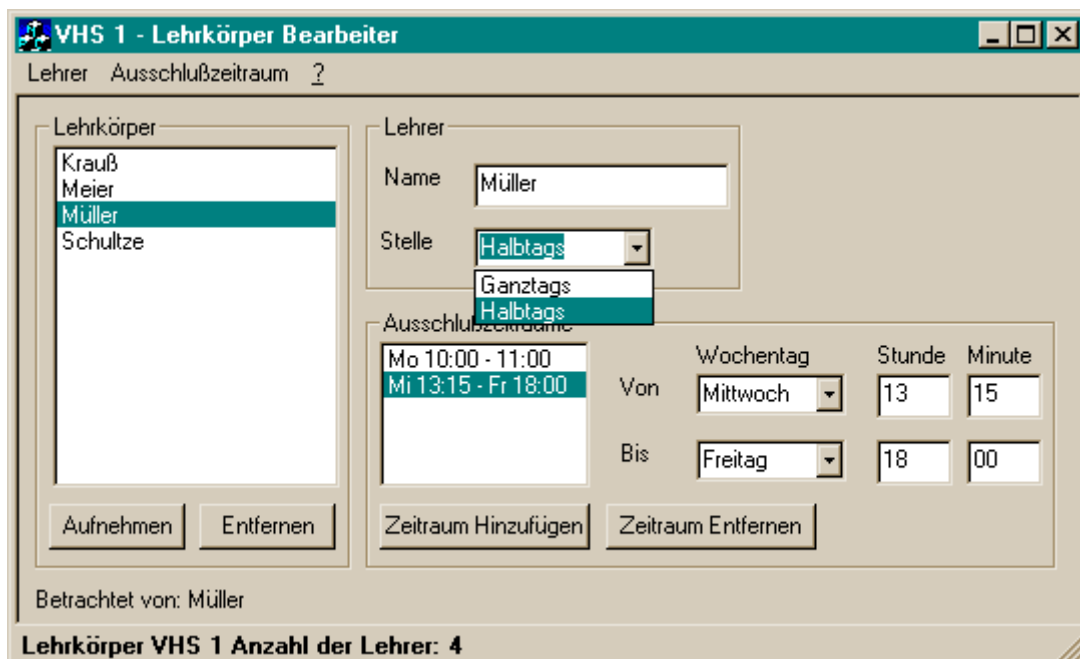 VHS 1 - Lehrkörper Bearbeiter
Lehrer Ausschlußzeitraum ?
Lehrkörper
Krauß
Meier
Müller
Schultze
Aufnehmen Entfernen
Lehrer
Name Müller
Stelle Halbtags
Ganztags
Halbtags
Ausschlußzeiträume
Mo 10:00 - 11:00
Mi 13:15 - Fr 18:00
Wochentag Stunde Minute
Von Mittwoch 13 15
Bis Freitag 18 00
Zeitraum Hinzufügen Zeitraum Entfernen
Betrachtet von: Müller
Lehrkörper VHS 1 Anzahl der Lehrer: 4